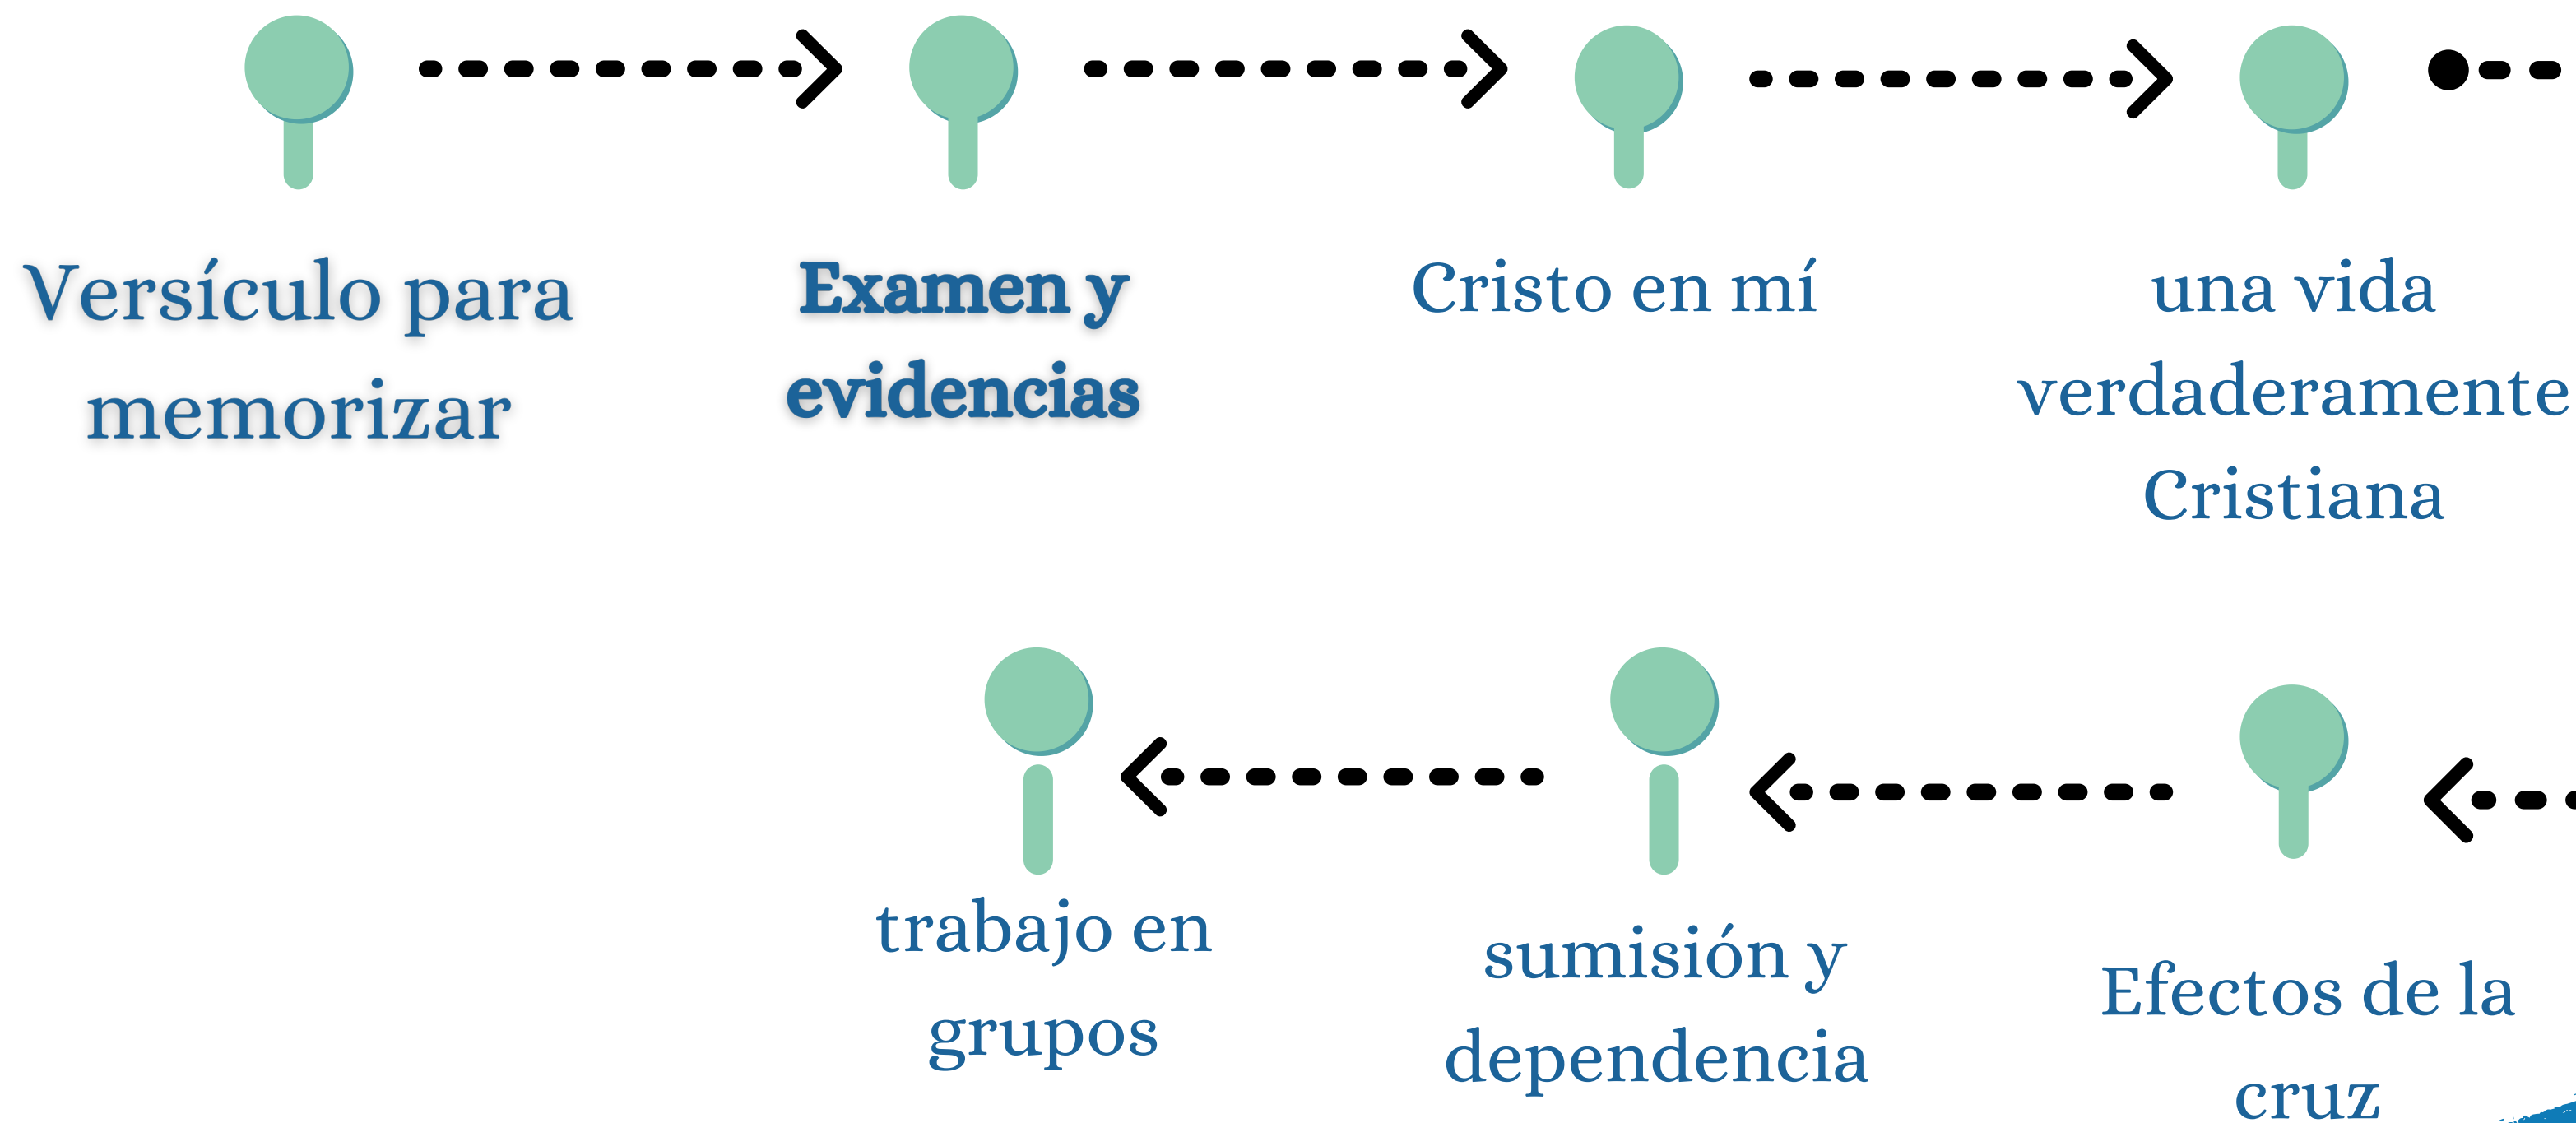 Versículo para
memorizar
Examen y
evidencias
Cristo en mí
una vida
verdaderamente
Cristiana
trabajo en
grupos
sumisión y
dependencia
Efectos de la
cruz